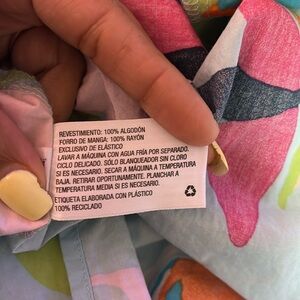 REVESTIMIENTO: 100% ALGODÓN
FORRO DE MANGA: 100% RAYÓN
EXCLUSIVO DE ELÁSTICO
LAVAR A MÁQUINA CON AGUA FRÍA POR SEPARADO.
CICLO DELICADO. SÓLO BLANQUEADOR SIN CLORO
SI ES NECESARIO. SECAR A MÁQUINA A TEMPERATURA
BAJA. RETIRAR OPORTUNAMENTE. PLANCHAR A
TEMPERATURA MEDIA SI ES NECESARIO.
ETIQUETA ELABORADA CON PLÁSTICO
100% RECICLADO